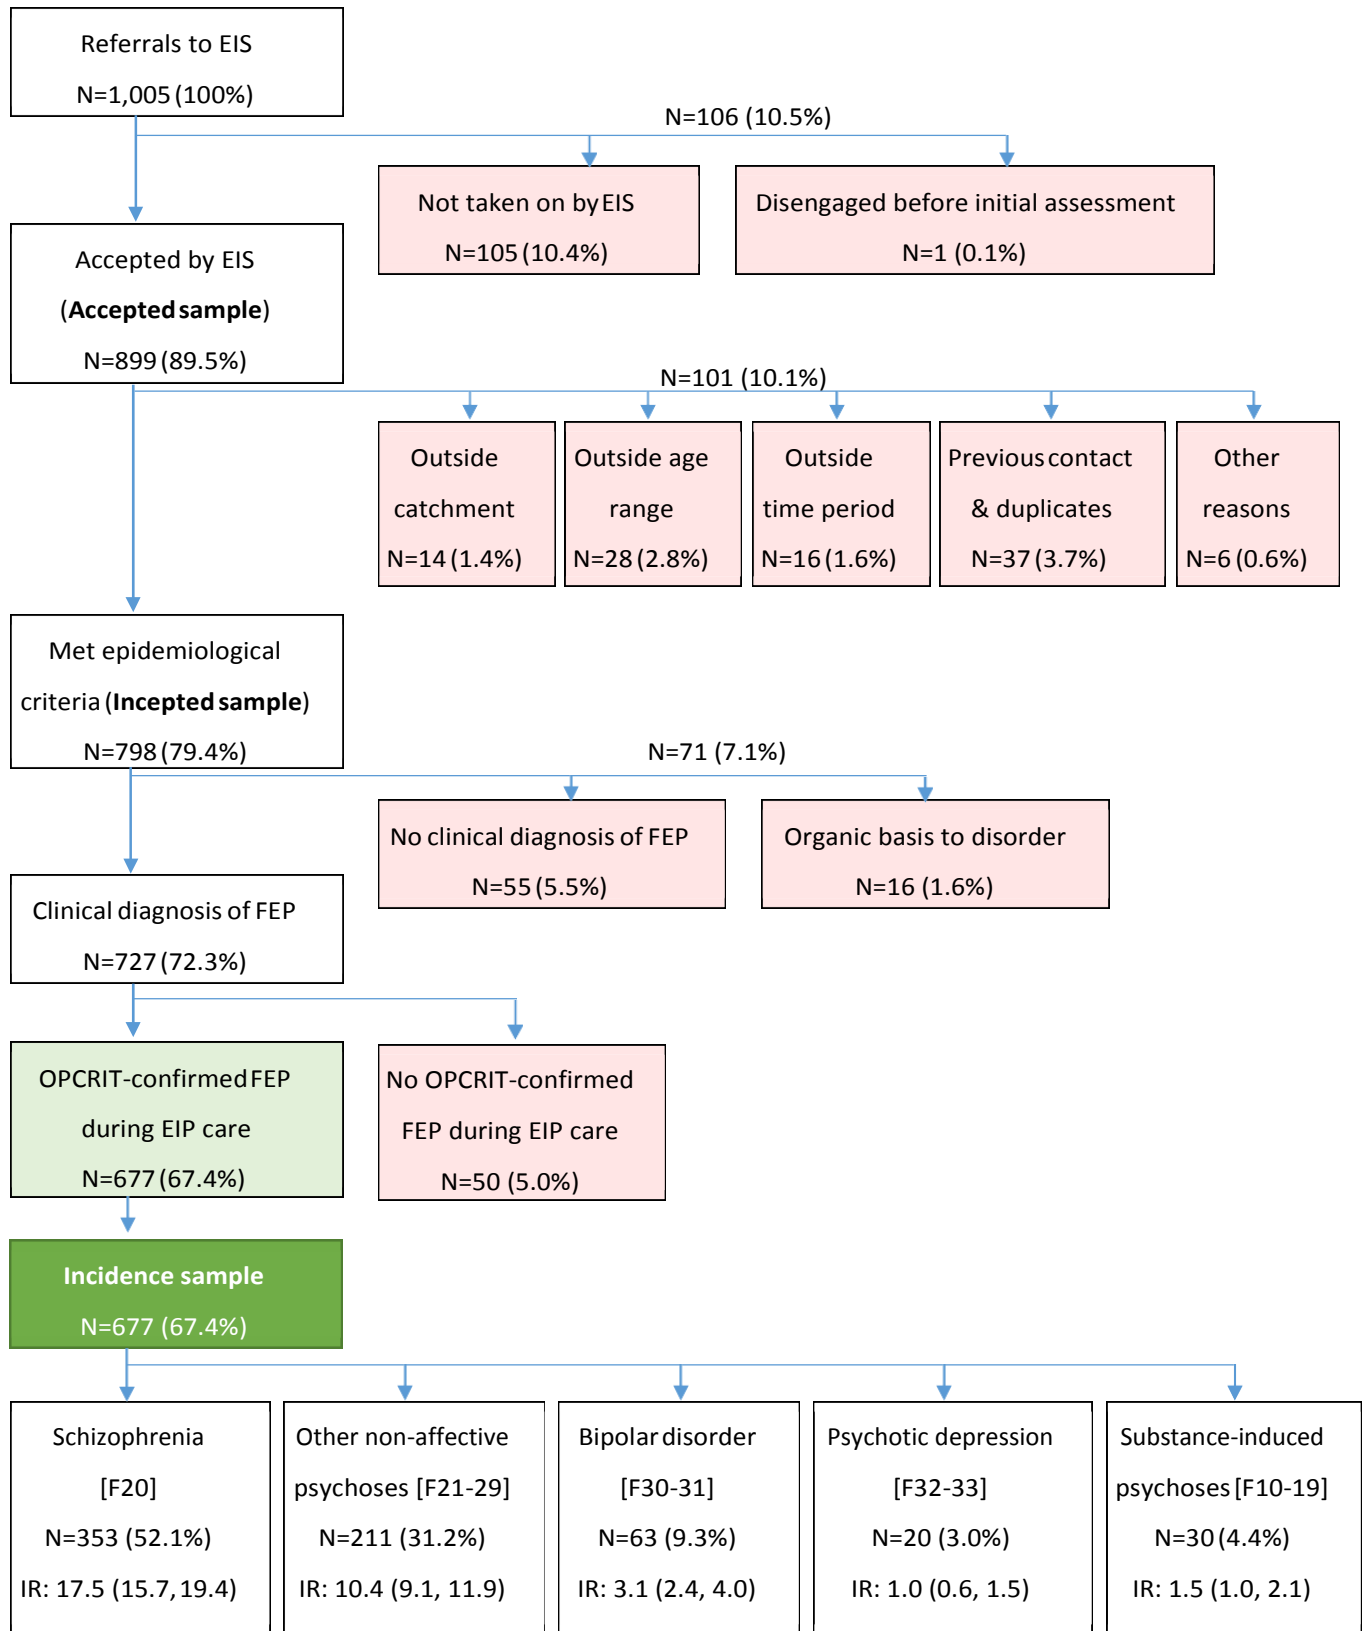 Referrals to EIS
N=1,005 (100%)
N=106 (10.5%)
Not taken on by EIS
N=105 (10.4%)
Disengaged before initial assessment
N=1 (0.1%)
Accepted by EIS
(Accepted sample)
N=899 (89.5%)
N=101 (10.1%)
Outside
catchment
N=14 (1.4%)
Outside age
range
N=28 (2.8%)
Outside
time period
N=16 (1.6%)
Previous contact
& duplicates
N=37 (3.7%)
Other
reasons
N=6 (0.6%)
Met epidemiological
criteria (Incepted sample)
N=798 (79.4%)
N=71 (7.1%)
No clinical diagnosis of FEP
N=55 (5.5%)
Organic basis to disorder
N=16 (1.6%)
Clinical diagnosis of FEP
N=727 (72.3%)
OPCRIT-confirmed FEP
during EIP care
N=677 (67.4%)
No OPCRIT-confirmed
FEP during EIP care
N=50 (5.0%)
Incidence sample
N=677 (67.4%)
Schizophrenia
[F20]
N=353 (52.1%)
IR: 17.5 (15.7, 19.4)
Other non-affective
psychoses [F21-29]
N=211 (31.2%)
IR: 10.4 (9.1, 11.9)
Bipolar disorder
[F30-31]
N=63 (9.3%)
IR: 3.1 (2.4, 4.0)
Psychotic depression
[F32-33]
N=20 (3.0%)
IR: 1.0 (0.6, 1.5)
Substance-induced
psychoses [F10-19]
N=30 (4.4%)
IR: 1.5 (1.0, 2.1)